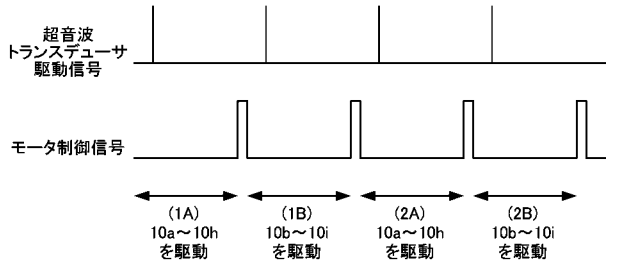 超音波
トランスデューサ
駆動信号
モータ制御信号
(1A)
10a～10h
を駆動
(1B)
10b～10i
を駆動
(2A)
10a～10h
を駆動
(2B)
10b～10i
を駆動